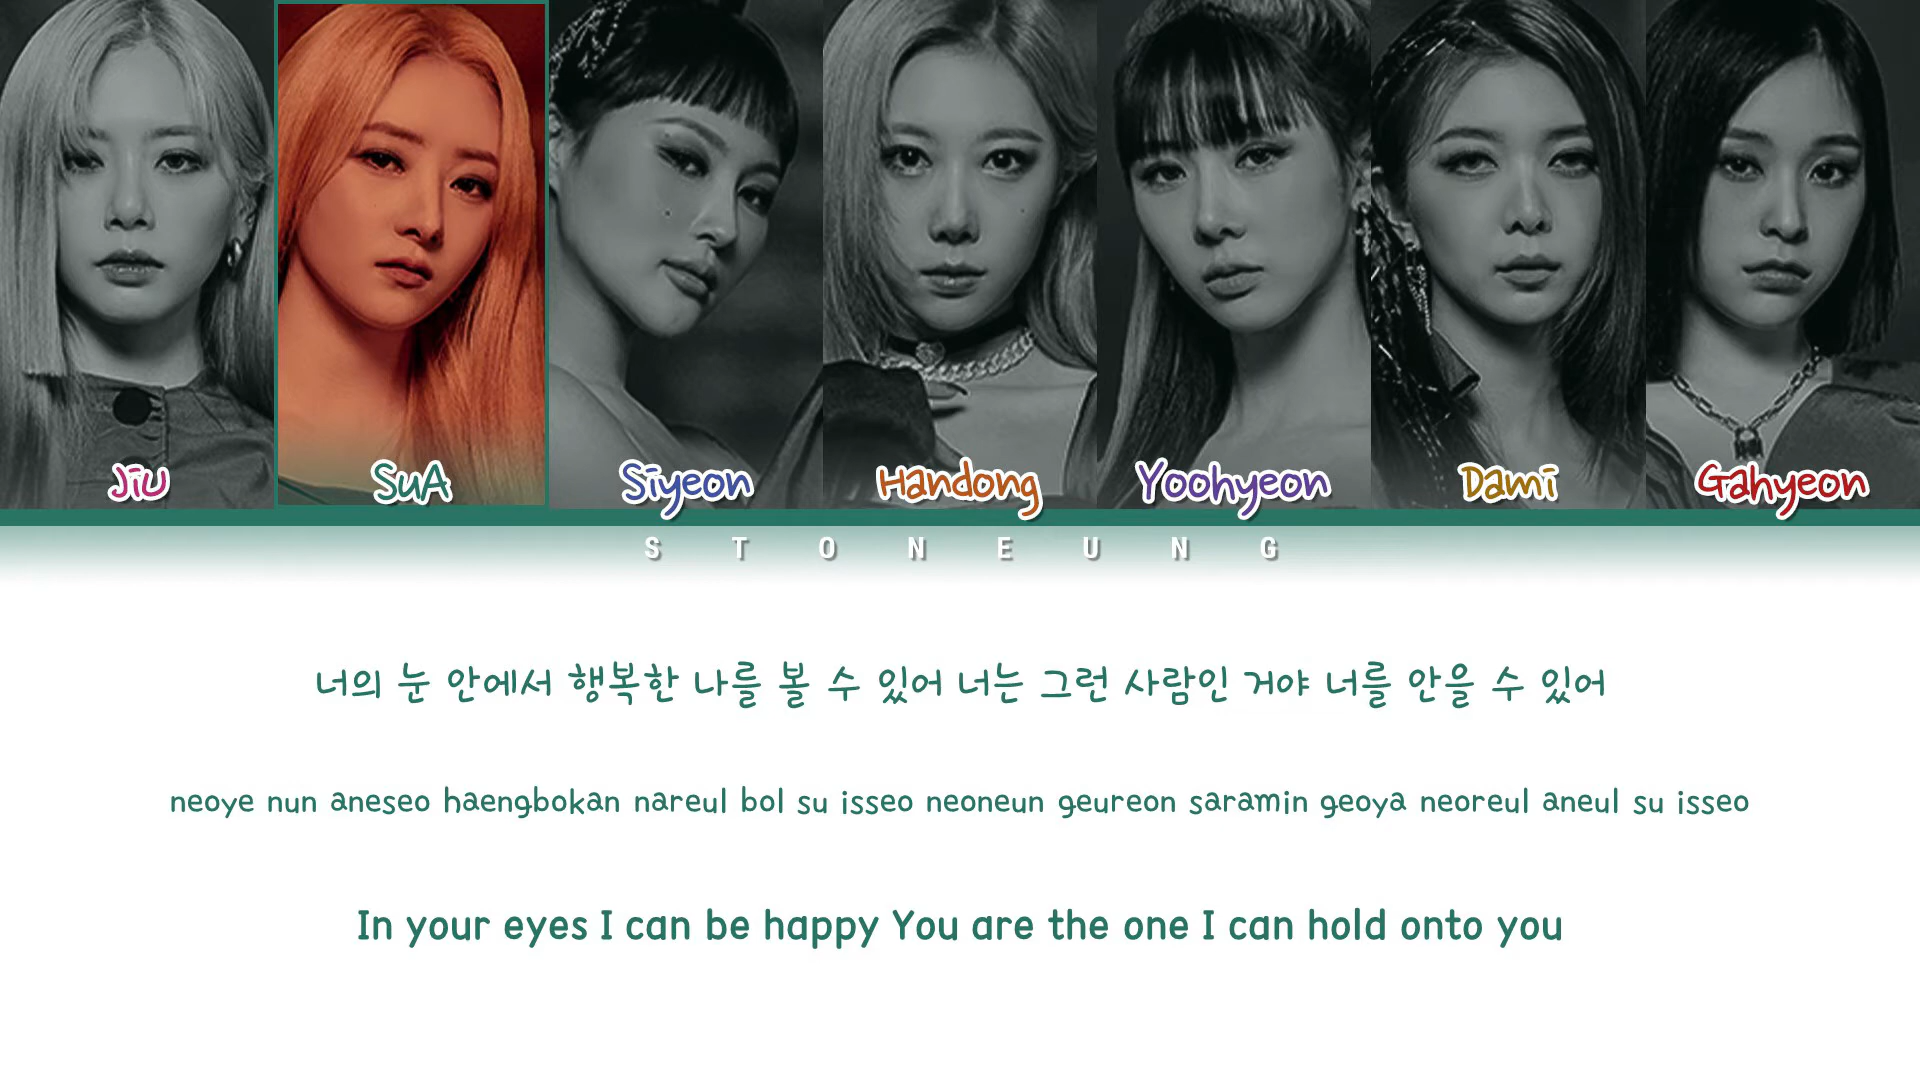 Jiu SuA Siyeon Handong Yoohyeon Dami Gahyeon
STONEUNG
너의 눈 안에서 행복한 나를 볼 수 있어 너는 그런 사람인 거야 너를 안을 수 있어
neoye nun aneseo haengbokan nareul bol su isseo neoneun geureon saramin geoya neoreul aneul su isseo
In your eyes I can be happy You are the one I can hold onto you